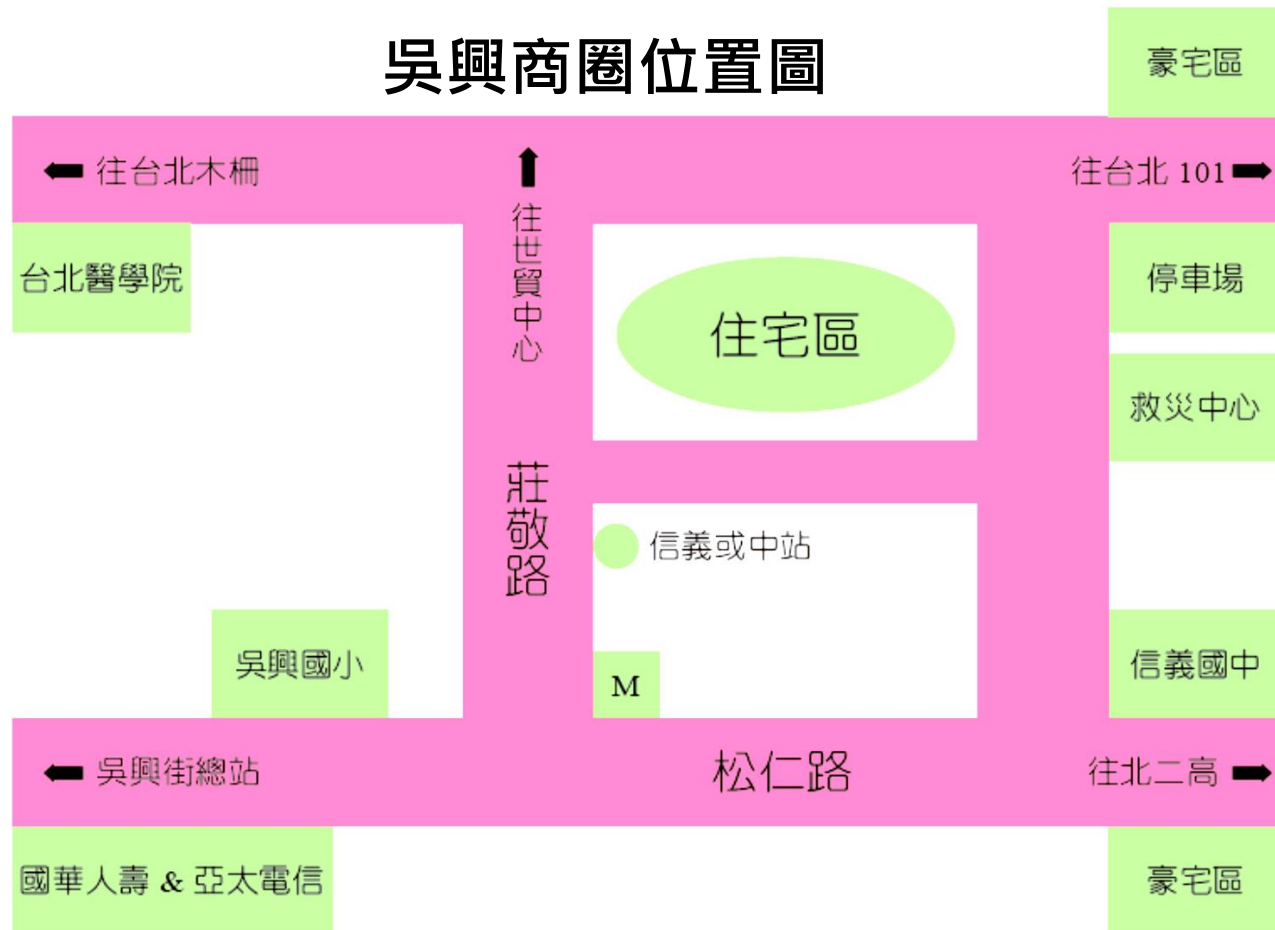 吳興商圈位置圖
豪宅區
往台北木柵
往世貿中心
往台北 101
台北醫學院
住宅區
停車場
救災中心
莊敬路
信義或中站
吳興國小
M
信義國中
吳興街總站
松仁路
往北二高
國華人壽 & 亞太電信
豪宅區